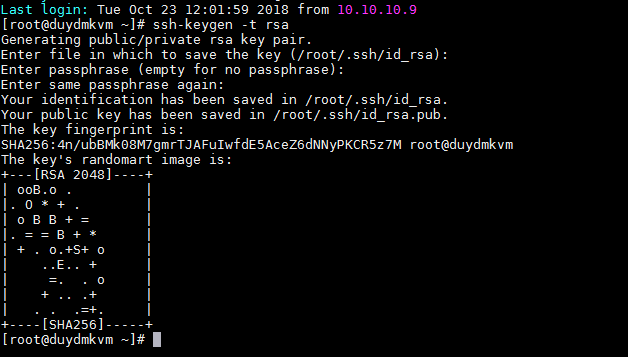 Last login: Tue Oct 23 12:01:59 2018 from 10.10.10.9
[root@duydmkvm ~]# ssh-keygen -t rsa
Generating public/private rsa key pair.
Enter file in which to save the key (/root/.ssh/id_rsa):
Enter passphrase (empty for no passphrase):
Enter same passphrase again:
Your identification has been saved in /root/.ssh/id_rsa.
Your public key has been saved in /root/.ssh/id_rsa.pub.
The key fingerprint is:
SHA256:4n/ubBMk08M7gmrTJAFuIwfdE5AceZ6dNNyPKCR5z7M root@duydmkvm
The key's randomart image is:
+---[RSA 2048]----+
| ooB.o .         |
|. O * + .        |
| o B B + =       |
|. = = B + *      |
| + . o.+S+ o     |
|    ..E.. +      |
|     =.  . o     |
|    + .. .+      |
|   . .  .=+.     |
+----[SHA256]-----+
[root@duydmkvm ~]#